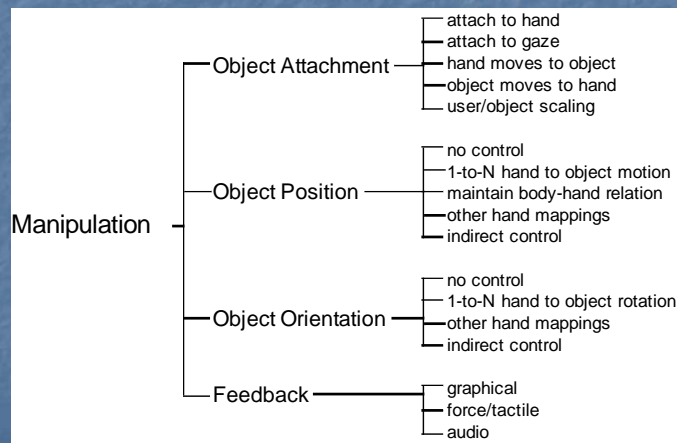 Manipulation
Object Attachment
attach to hand
attach to gaze
hand moves to object
object moves to hand
user/object scaling
Object Position
no control
1-to-N hand to object motion
maintain body-hand relation
other hand mappings
indirect control
Object Orientation
no control
1-to-N hand to object rotation
other hand mappings
indirect control
Feedback
graphical
force/tactile
audio